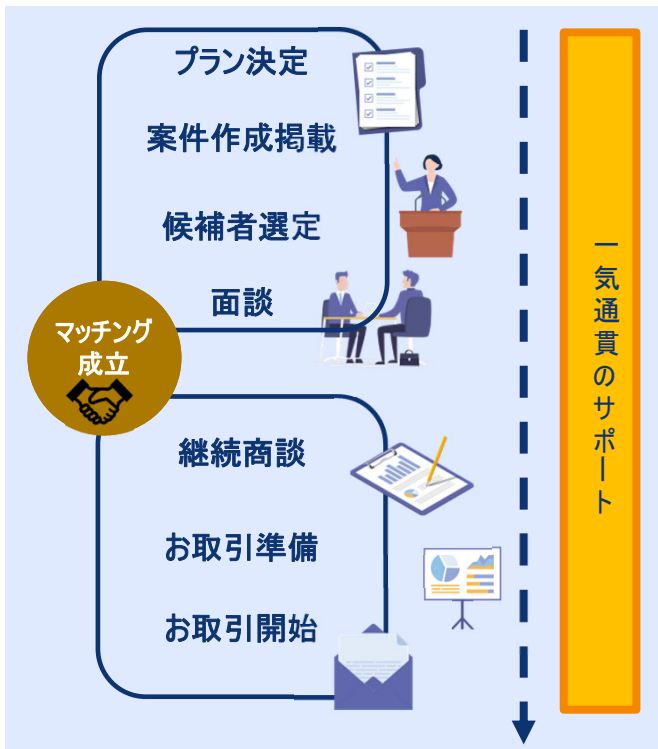 プラン決定
案件作成掲載
候補者選定
面談
マッチング
成立
継続商談
お取引準備
お取引開始
一気通貫のサポート